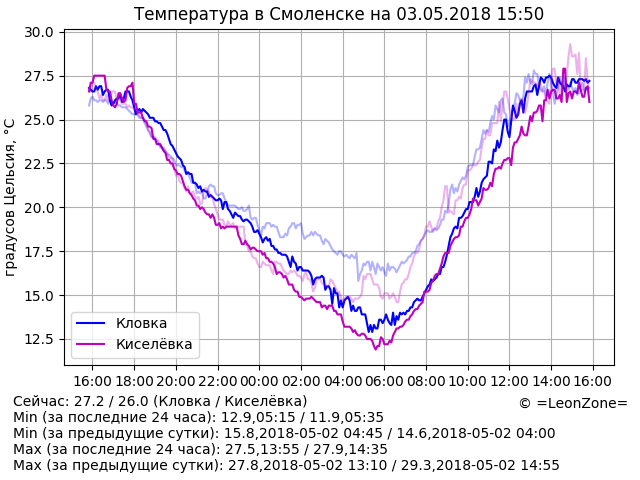 Температура в Смоленске на 03.05.2018 15:50
градусов Цельсия, °C
30.0
27.5
25.0
22.5
20.0
17.5
15.0
12.5
Кловка
Киселёвка
16:00 18:00 20:00 22:00 00:00 02:00 04:00 06:00 08:00 10:00 12:00 14:00 16:00
Сейчас: 27.2 / 26.0 (Кловка / Киселёвка)
© =LeonZone=
Min (за последние 24 часа): 12.9,05:15 / 11.9,05:35
Min (за предыдущие сутки): 15.8,2018-05-02 04:45 / 14.6,2018-05-02 04:00
Max (за последние 24 часа): 27.5,13:55 / 27.9,14:35
Max (за предыдущие сутки): 27.8,2018-05-02 13:10 / 29.3,2018-05-02 14:55